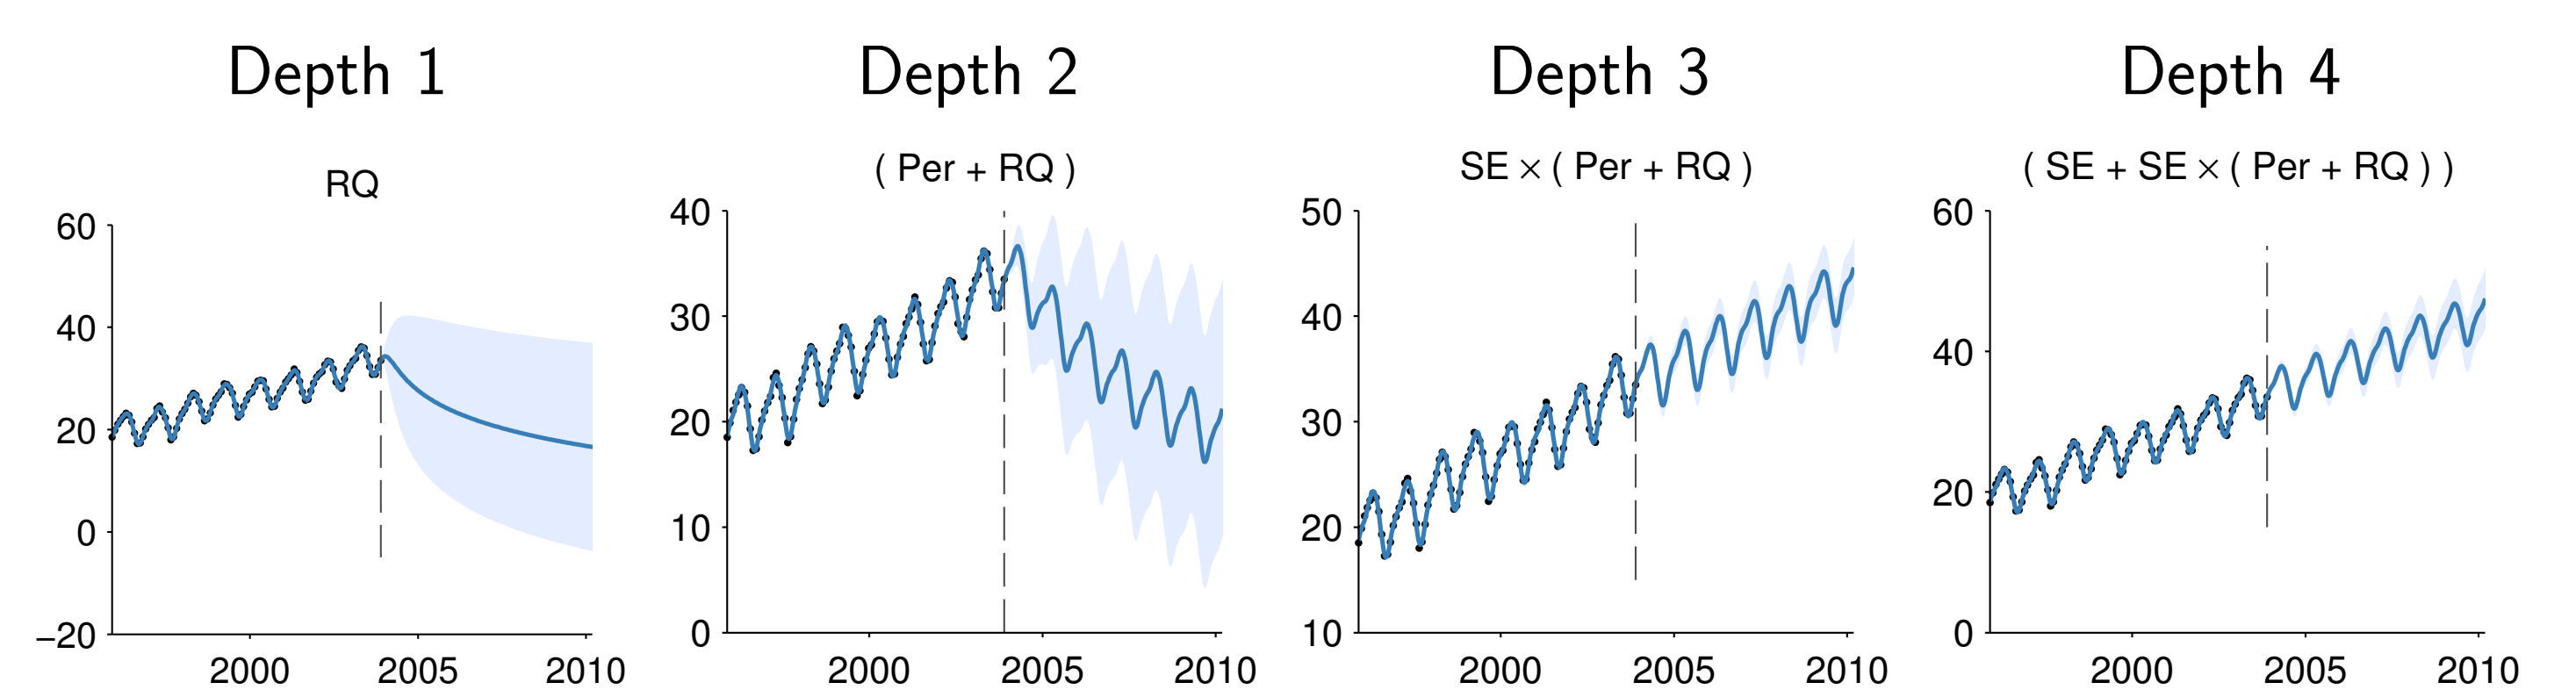 Depth 1
Depth 2
Depth 3
Depth 4
RQ
( Per + RQ )
SE × ( Per + RQ )
( SE + SE × ( Per + RQ ) )
60
40
20
0
−20
2000 2005 2010
40
30
20
10
0
2000 2005 2010
50
40
30
20
10
2000 2005 2010
60
40
20
0
2000 2005 2010